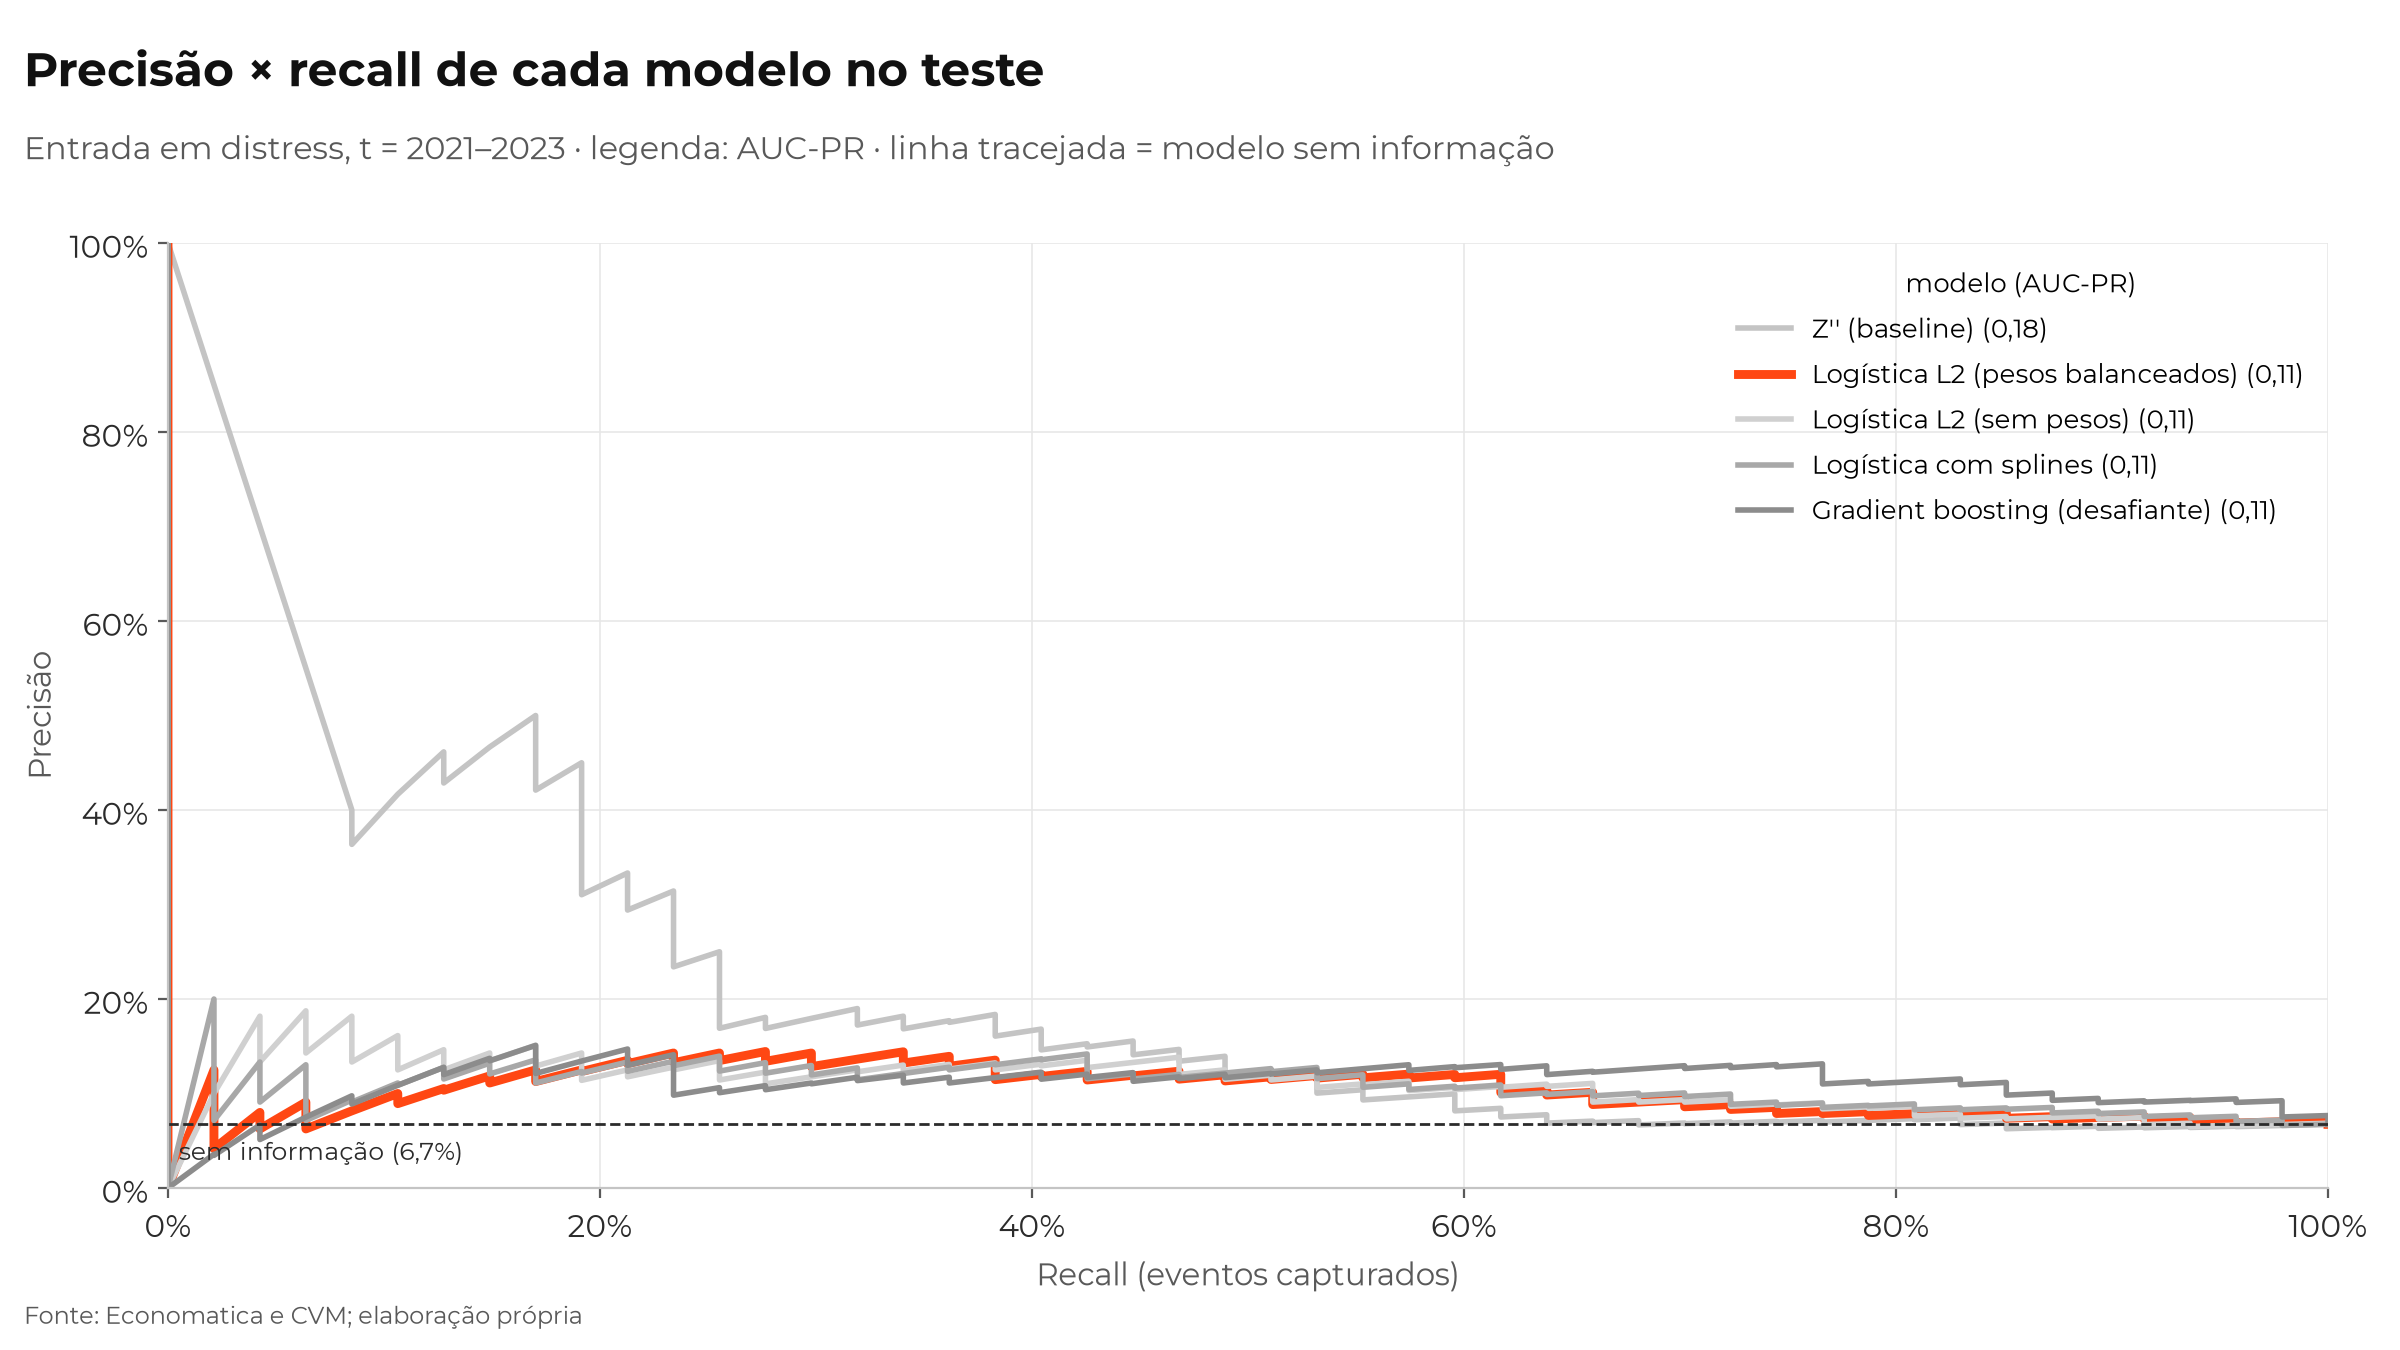 Precisão × recall de cada modelo no teste
Entrada em distress, t = 2021–2023 · legenda: AUC-PR · linha tracejada = modelo sem informação
100%
80%
60%
40%
20%
0%
Precisão
modelo (AUC-PR)
Z'' (baseline) (0,18)
Logística L2 (pesos balanceados) (0,11)
Logística L2 (sem pesos) (0,11)
Logística com splines (0,11)
Gradient boosting (desafiante) (0,11)
sem informação (6,7%)
0%
20%
40%
60%
80%
100%
Recall (eventos capturados)
Fonte: Economatica e CVM; elaboração própria